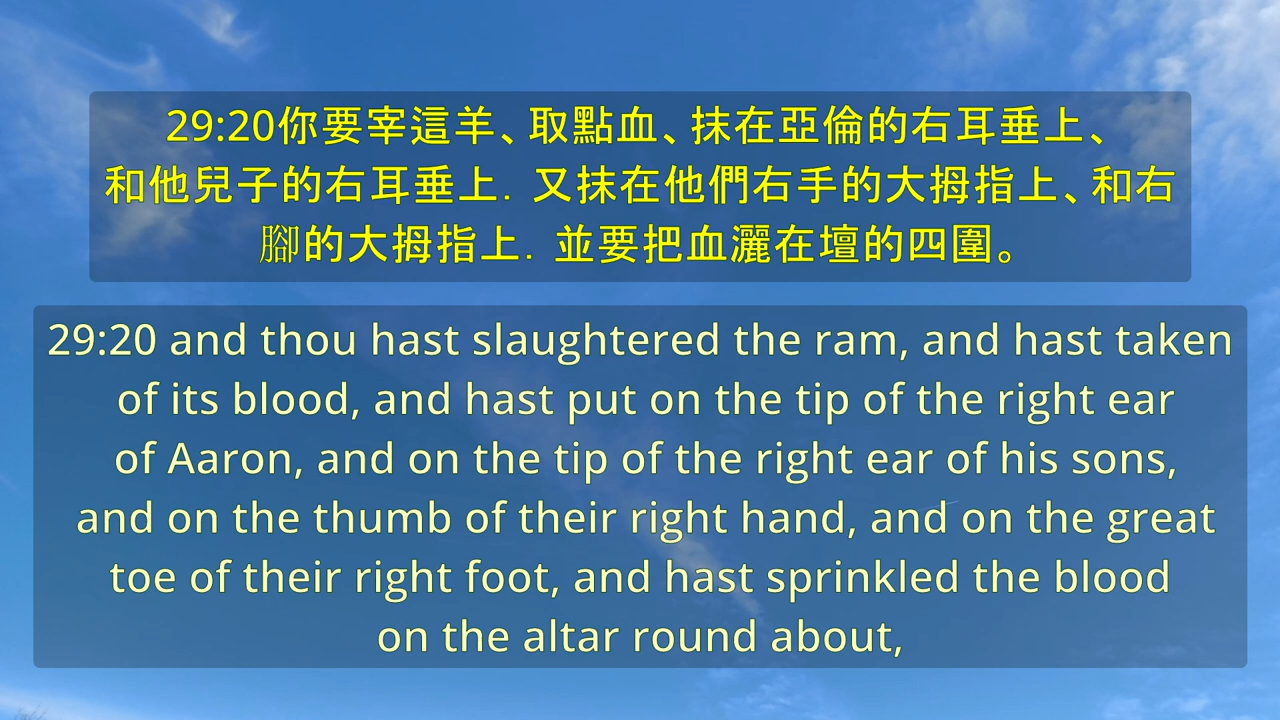 29:20你要宰這羊、取點血、抹在亞倫的右耳垂上、
和他兒子的右耳垂上．又抹在他們右手的大拇指上、和右
腳的大拇指上．並要把血灑在壇的四圍。
29:20 and thou hast slaughtered the ram, and hast taken
of its blood, and hast put on the tip of the right ear
of Aaron, and on the tip of the right ear of his sons,
and on the thumb of their right hand, and on the great
toe of their right foot, and hast sprinkled the blood
on the altar round about,